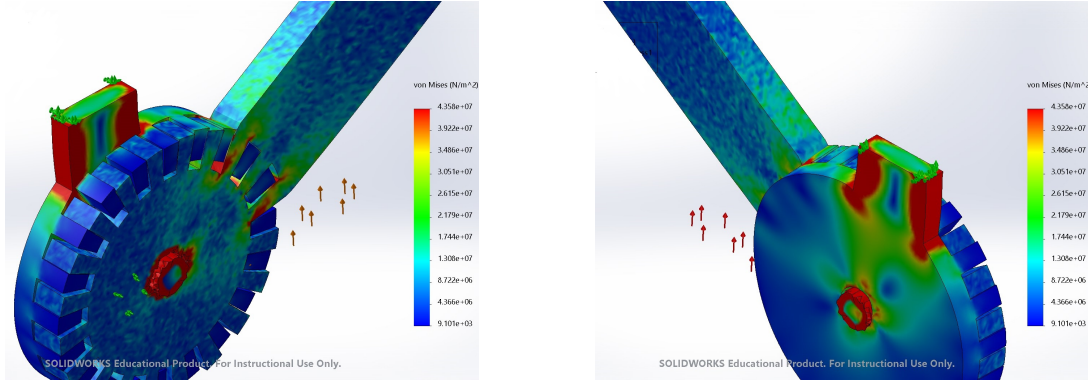 von Mises (N/m^2)
4.358e+07
3.922e+07
3.486e+07
3.051e+07
2.615e+07
2.179e+07
1.744e+07
1.308e+07
8.722e+06
4.366e+06
9.101e+03
SOLIDWORKS Educational Product. For Instructional Use Only.
von Mises (N/m^2)
4.358e+07
3.922e+07
3.486e+07
3.051e+07
2.615e+07
2.179e+07
1.744e+07
1.308e+07
8.722e+06
4.366e+06
9.101e+03
SOLIDWORKS Educational Product. For Instructional Use Only.